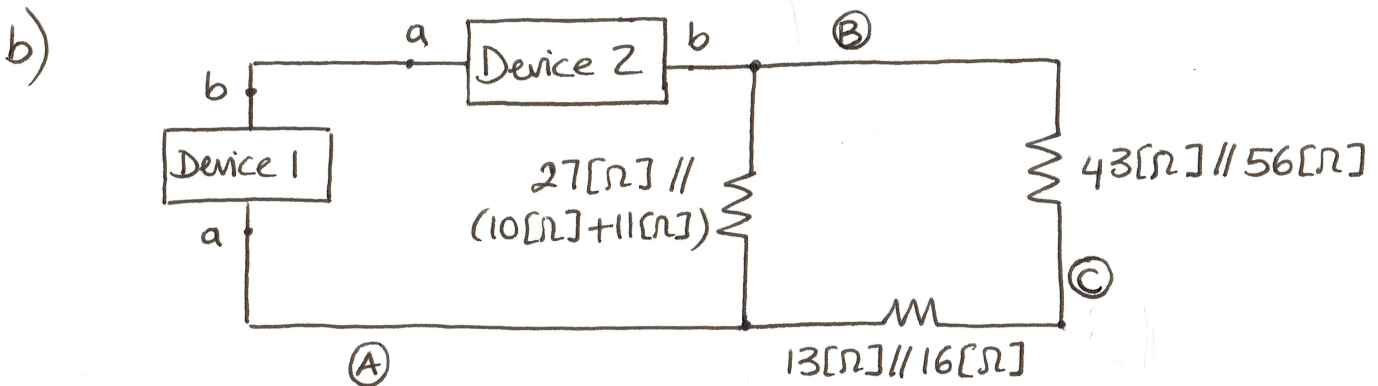 b)
a
b
Ⓑ
Device 2
b
Device 1
27[Ω] //
(10[Ω]+11[Ω])
43[Ω] // 56[Ω]
a
Ⓒ
Ⓐ
13[Ω] // 16[Ω]